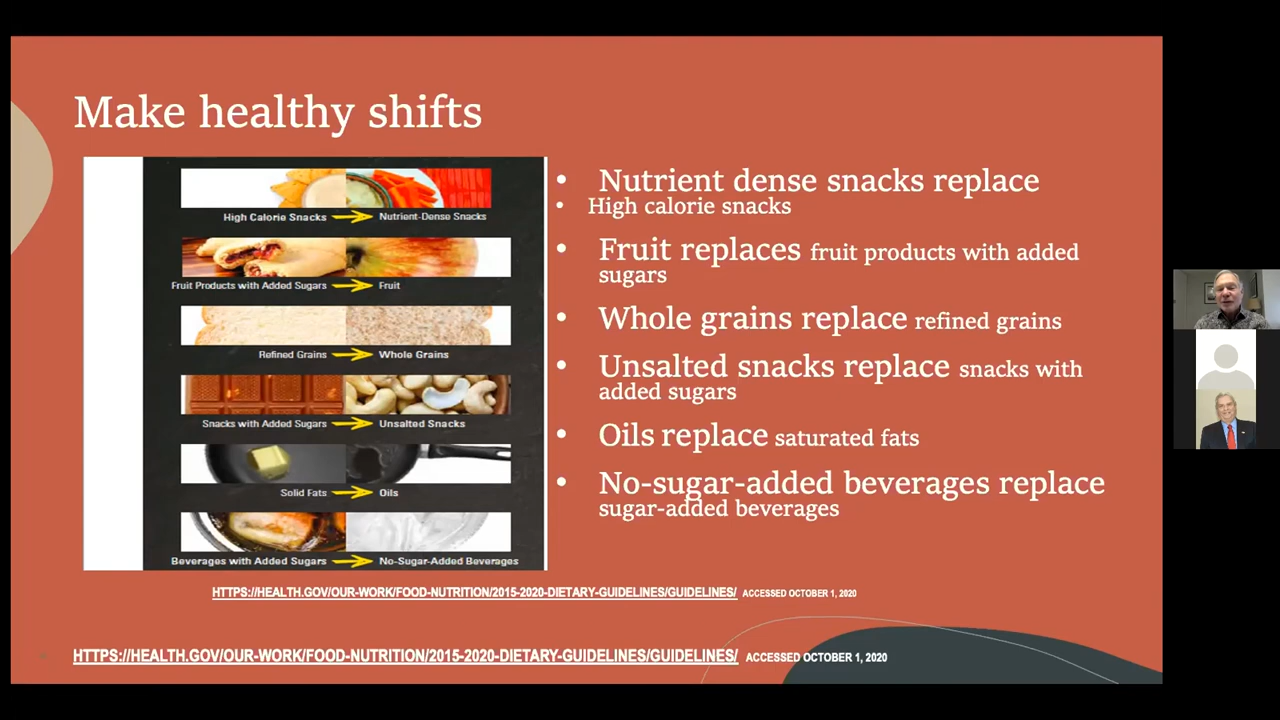 Make healthy shifts
High Calorie Snacks Nutrient-Dense Snacks
Fruit Products with Added Sugars Fruit
Refined Grains Whole Grains
Snacks with Added Sugars Unsalted Snacks
Solid Fats Oils
Beverages with Added Sugars No-Sugar-Added Beverages
• Nutrient dense snacks replace
• High calorie snacks
• Fruit replaces fruit products with added
sugars
• Whole grains replace refined grains
• Unsalted snacks replace snacks with
added sugars
• Oils replace saturated fats
• No-sugar-added beverages replace
sugar-added beverages
HTTPS://HEALTH.GOV/OUR-WORK/FOOD-NUTRITION/2015-2020-DIETARY-GUIDELINES/GUIDELINES/ ACCESSED OCTOBER 1, 2020
HTTPS://HEALTH.GOV/OUR-WORK/FOOD-NUTRITION/2015-2020-DIETARY-GUIDELINES/GUIDELINES/ ACCESSED OCTOBER 1, 2020